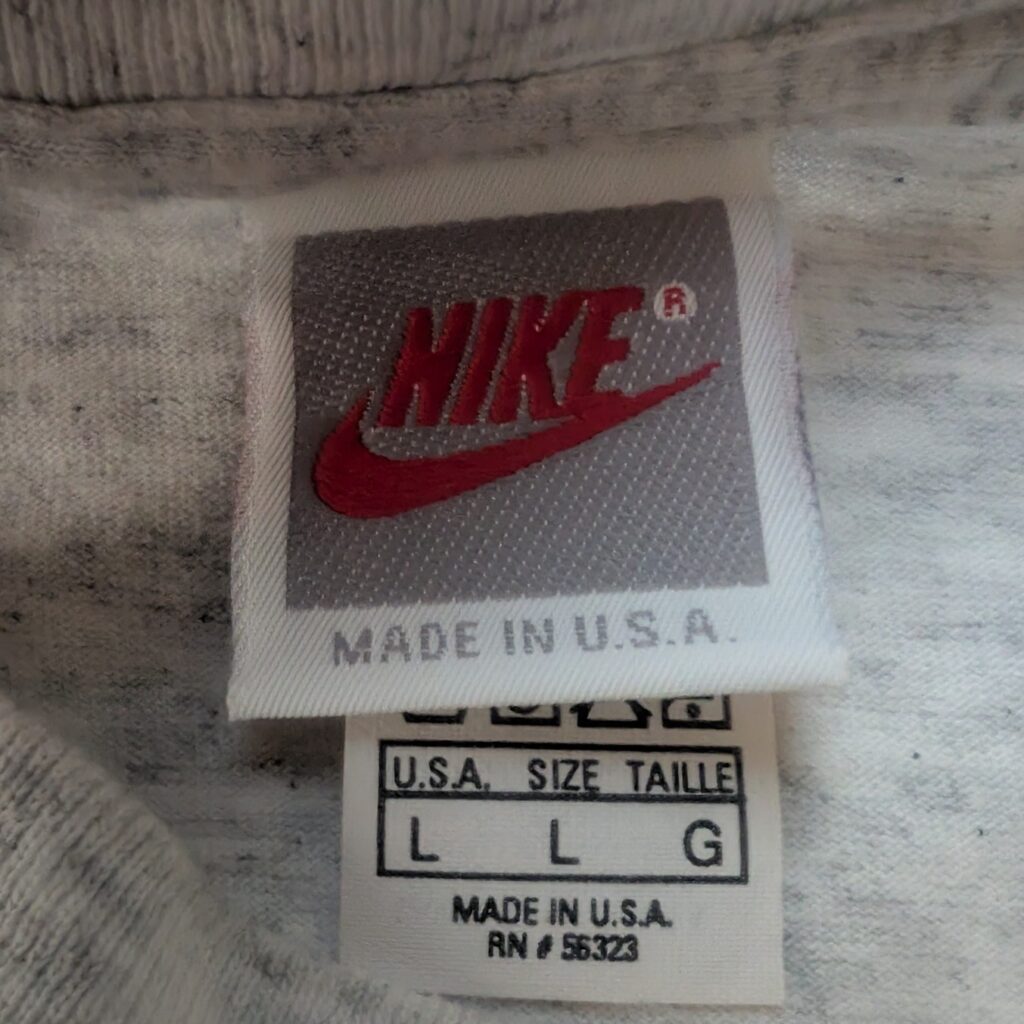 NIKE®
MADE IN U.S.A.
U.S.A. SIZE TAILLE
L L G
MADE IN U.S.A.
RN # 56323